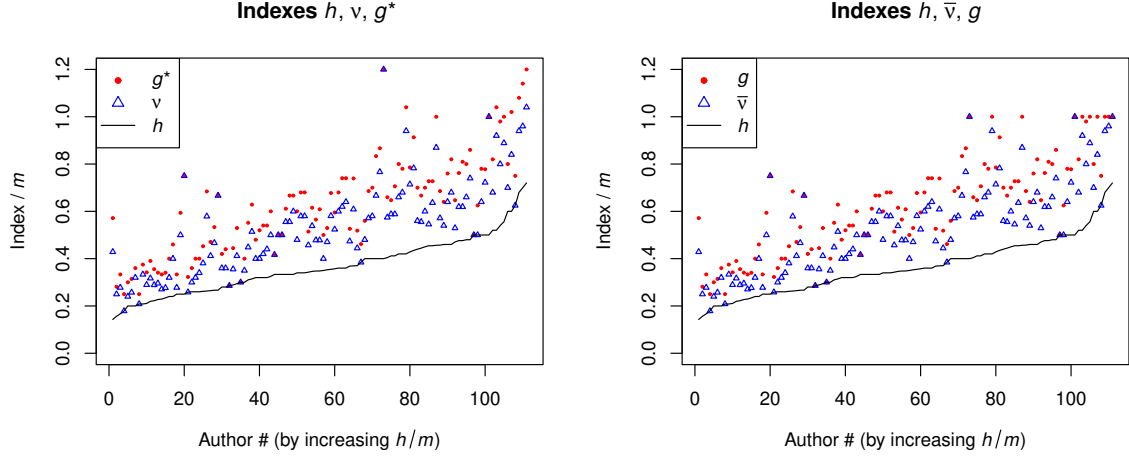 Indexes h, ν, g*
g*
ν
h
Index / m
0.0 0.2 0.4 0.6 0.8 1.0 1.2
0 20 40 60 80 100
Author # (by increasing h/m)
Indexes h, ν̅, g
g
ν̅
h
Index / m
0.0 0.2 0.4 0.6 0.8 1.0 1.2
0 20 40 60 80 100
Author # (by increasing h/m)